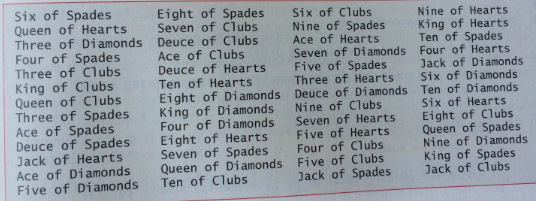 Six of Spades Eight of Spades Six of Clubs Nine of Hearts
Queen of Hearts Seven of Clubs Nine of Spades King of Hearts
Three of Diamonds Deuce of Clubs Ace of Hearts Ten of Spades
Four of Spades Ace of Clubs Seven of Diamonds Four of Hearts
Three of Clubs Deuce of Hearts Five of Spades Jack of Diamonds
King of Clubs Ten of Hearts Three of Hearts Six of Diamonds
Queen of Clubs Eight of Diamonds Deuce of Diamonds Ten of Diamonds
Three of Spades King of Diamonds Nine of Clubs Six of Hearts
Ace of Spades Four of Diamonds Seven of Hearts Eight of Clubs
Deuce of Spades Eight of Hearts Five of Hearts Queen of Spades
Jack of Hearts Seven of Spades Four of Clubs Nine of Diamonds
Ace of Diamonds Queen of Diamonds Five of Clubs King of Spades
Five of Diamonds Ten of Clubs Jack of Spades Jack of Clubs